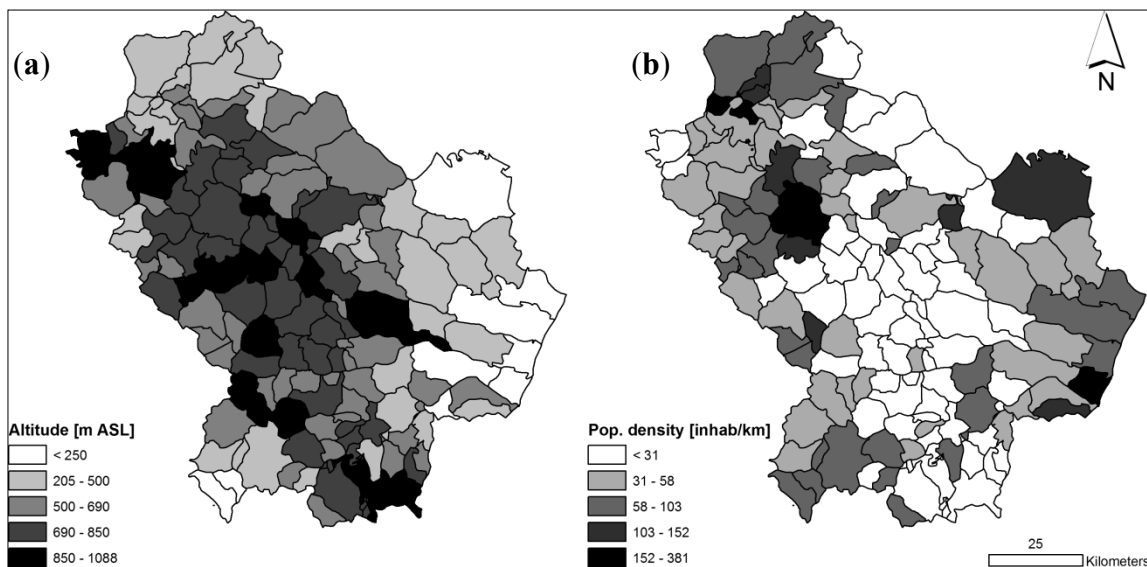 (a)
(b)
N
Altitude [m ASL]
< 250
205 - 500
500 - 690
690 - 850
850 - 1088
Pop. density [inhab/km]
< 31
31 - 58
58 - 103
103 - 152
152 - 381
25
Kilometers